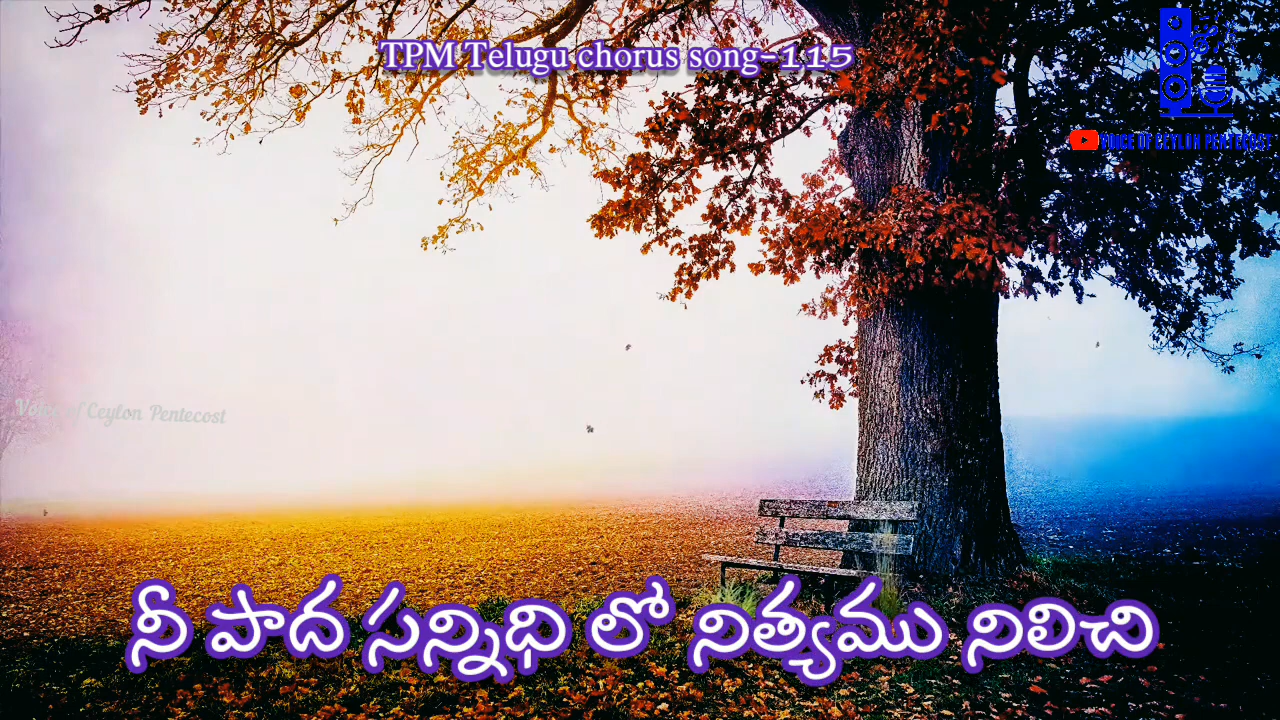 TPM Telugu chorus song-115
VOICE OF CEYLON PENTECOST
Voice of Ceylon Pentecost
నీ పాద సన్నిధి లో నిత్యము నిలిచి